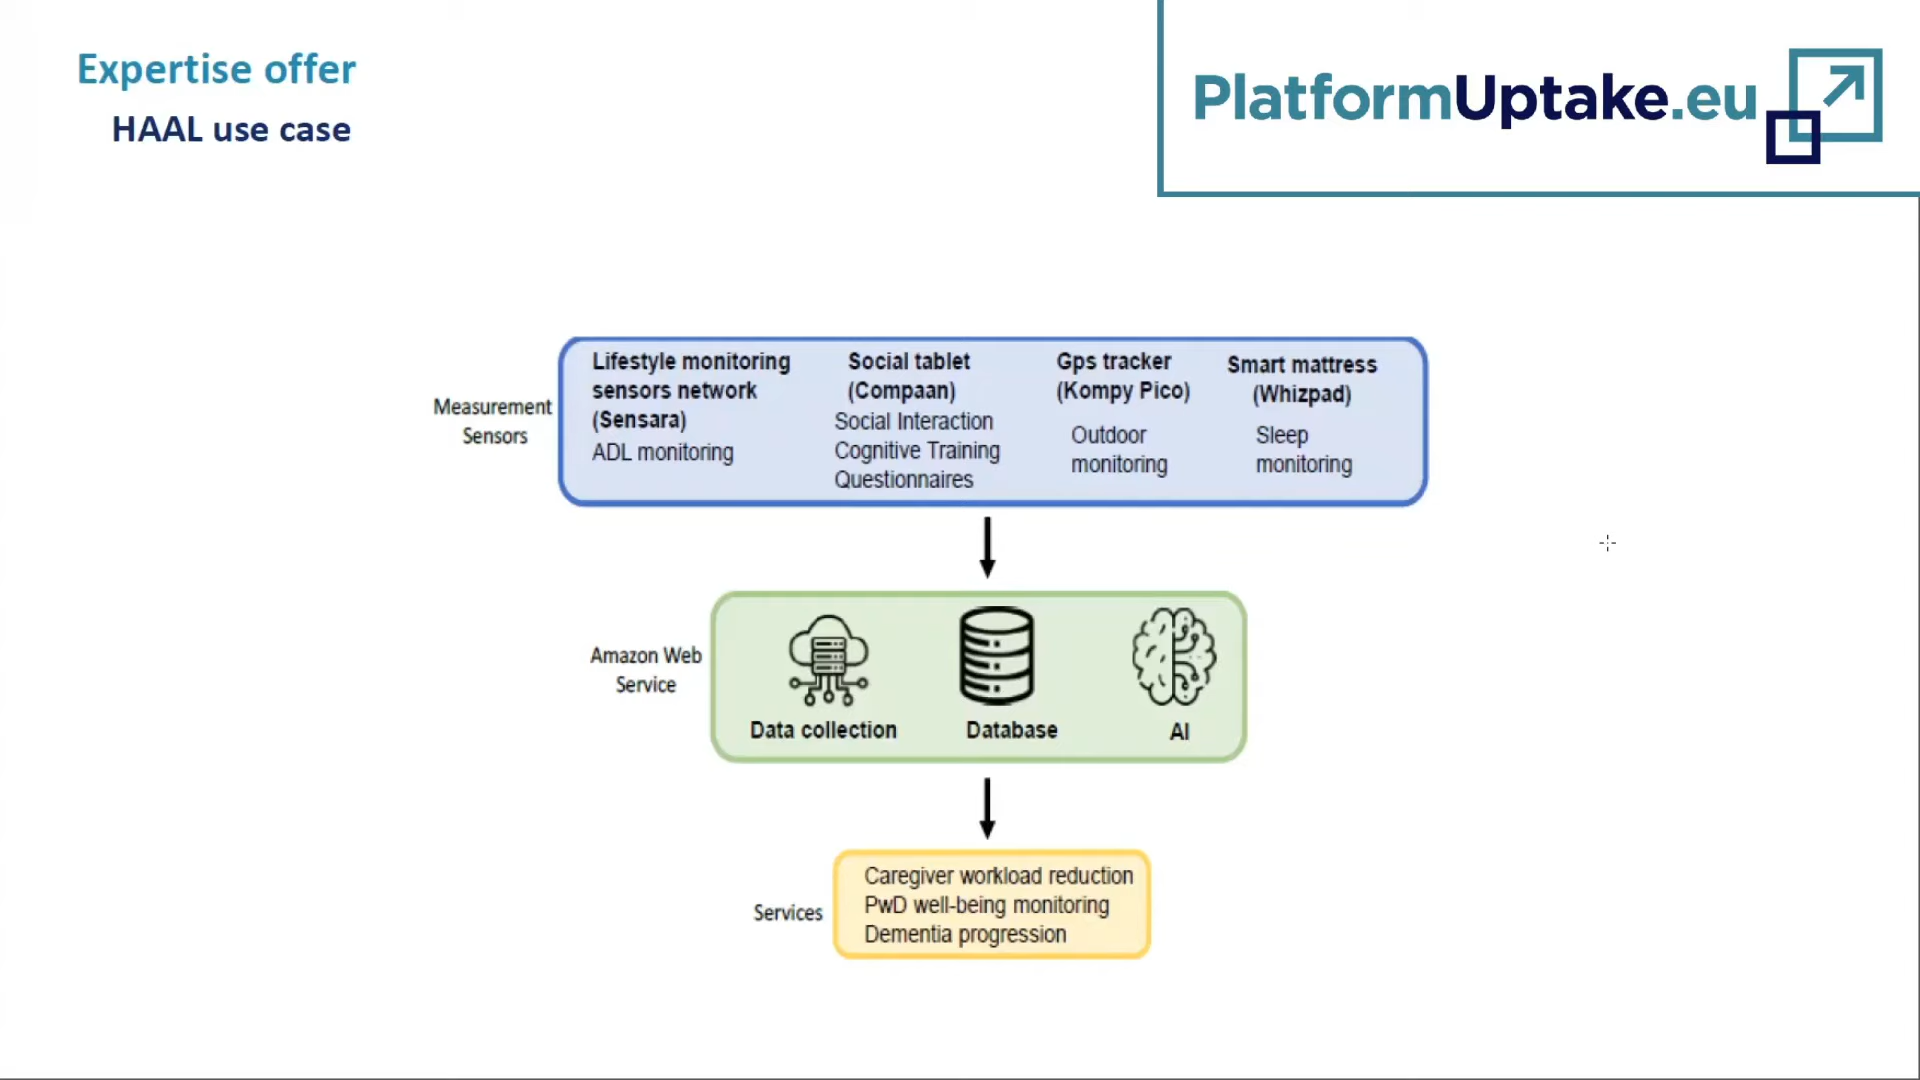 Expertise offer
HAAL use case
PlatformUptake.eu
Measurement
Sensors
Lifestyle monitoring
sensors network
(Sensara)
ADL monitoring
Social tablet
(Compaan)
Social Interaction
Cognitive Training
Questionnaires
Gps tracker
(Kompy Pico)
Outdoor
monitoring
Smart mattress
(Whizpad)
Sleep
monitoring
Amazon Web
Service
Data collection
Database
AI
Services
Caregiver workload reduction
PwD well-being monitoring
Dementia progression